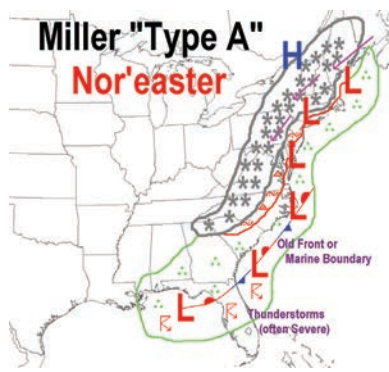 Miller "Type A"
Nor'easter
H
L
L
L
L
L
L
Old Front or
Marine Boundary
Thunderstorms
(often Severe)